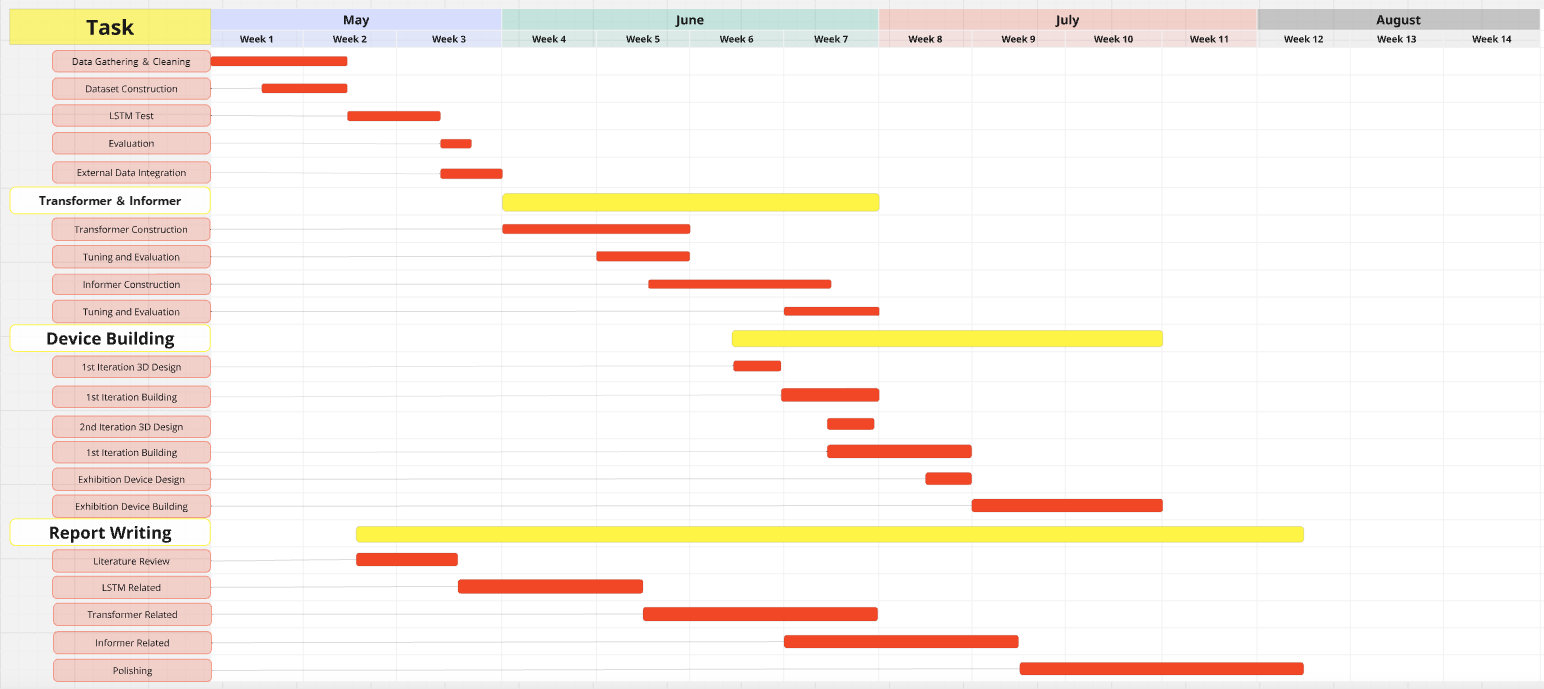 Task
May
June
July
August
Week 1
Week 2
Week 3
Week 4
Week 5
Week 6
Week 7
Week 8
Week 9
Week 10
Week 11
Week 12
Week 13
Week 14
Data Gathering & Cleaning
Dataset Construction
LSTM Test
Evaluation
External Data Integration
Transformer & Informer
Transformer Construction
Tuning and Evaluation
Informer Construction
Tuning and Evaluation
Device Building
1st Iteration 3D Design
1st Iteration Building
2nd Iteration 3D Design
1st Iteration Building
Exhibition Device Design
Exhibition Device Building
Report Writing
Literature Review
LSTM Related
Transformer Related
Informer Related
Polishing